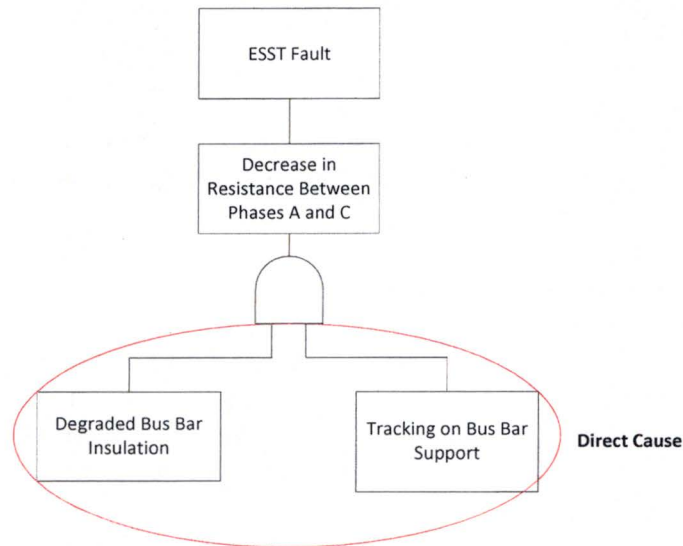 ESST Fault
Decrease in
Resistance Between
Phases A and C
Degraded Bus Bar
Insulation
Tracking on Bus Bar
Support
Direct Cause